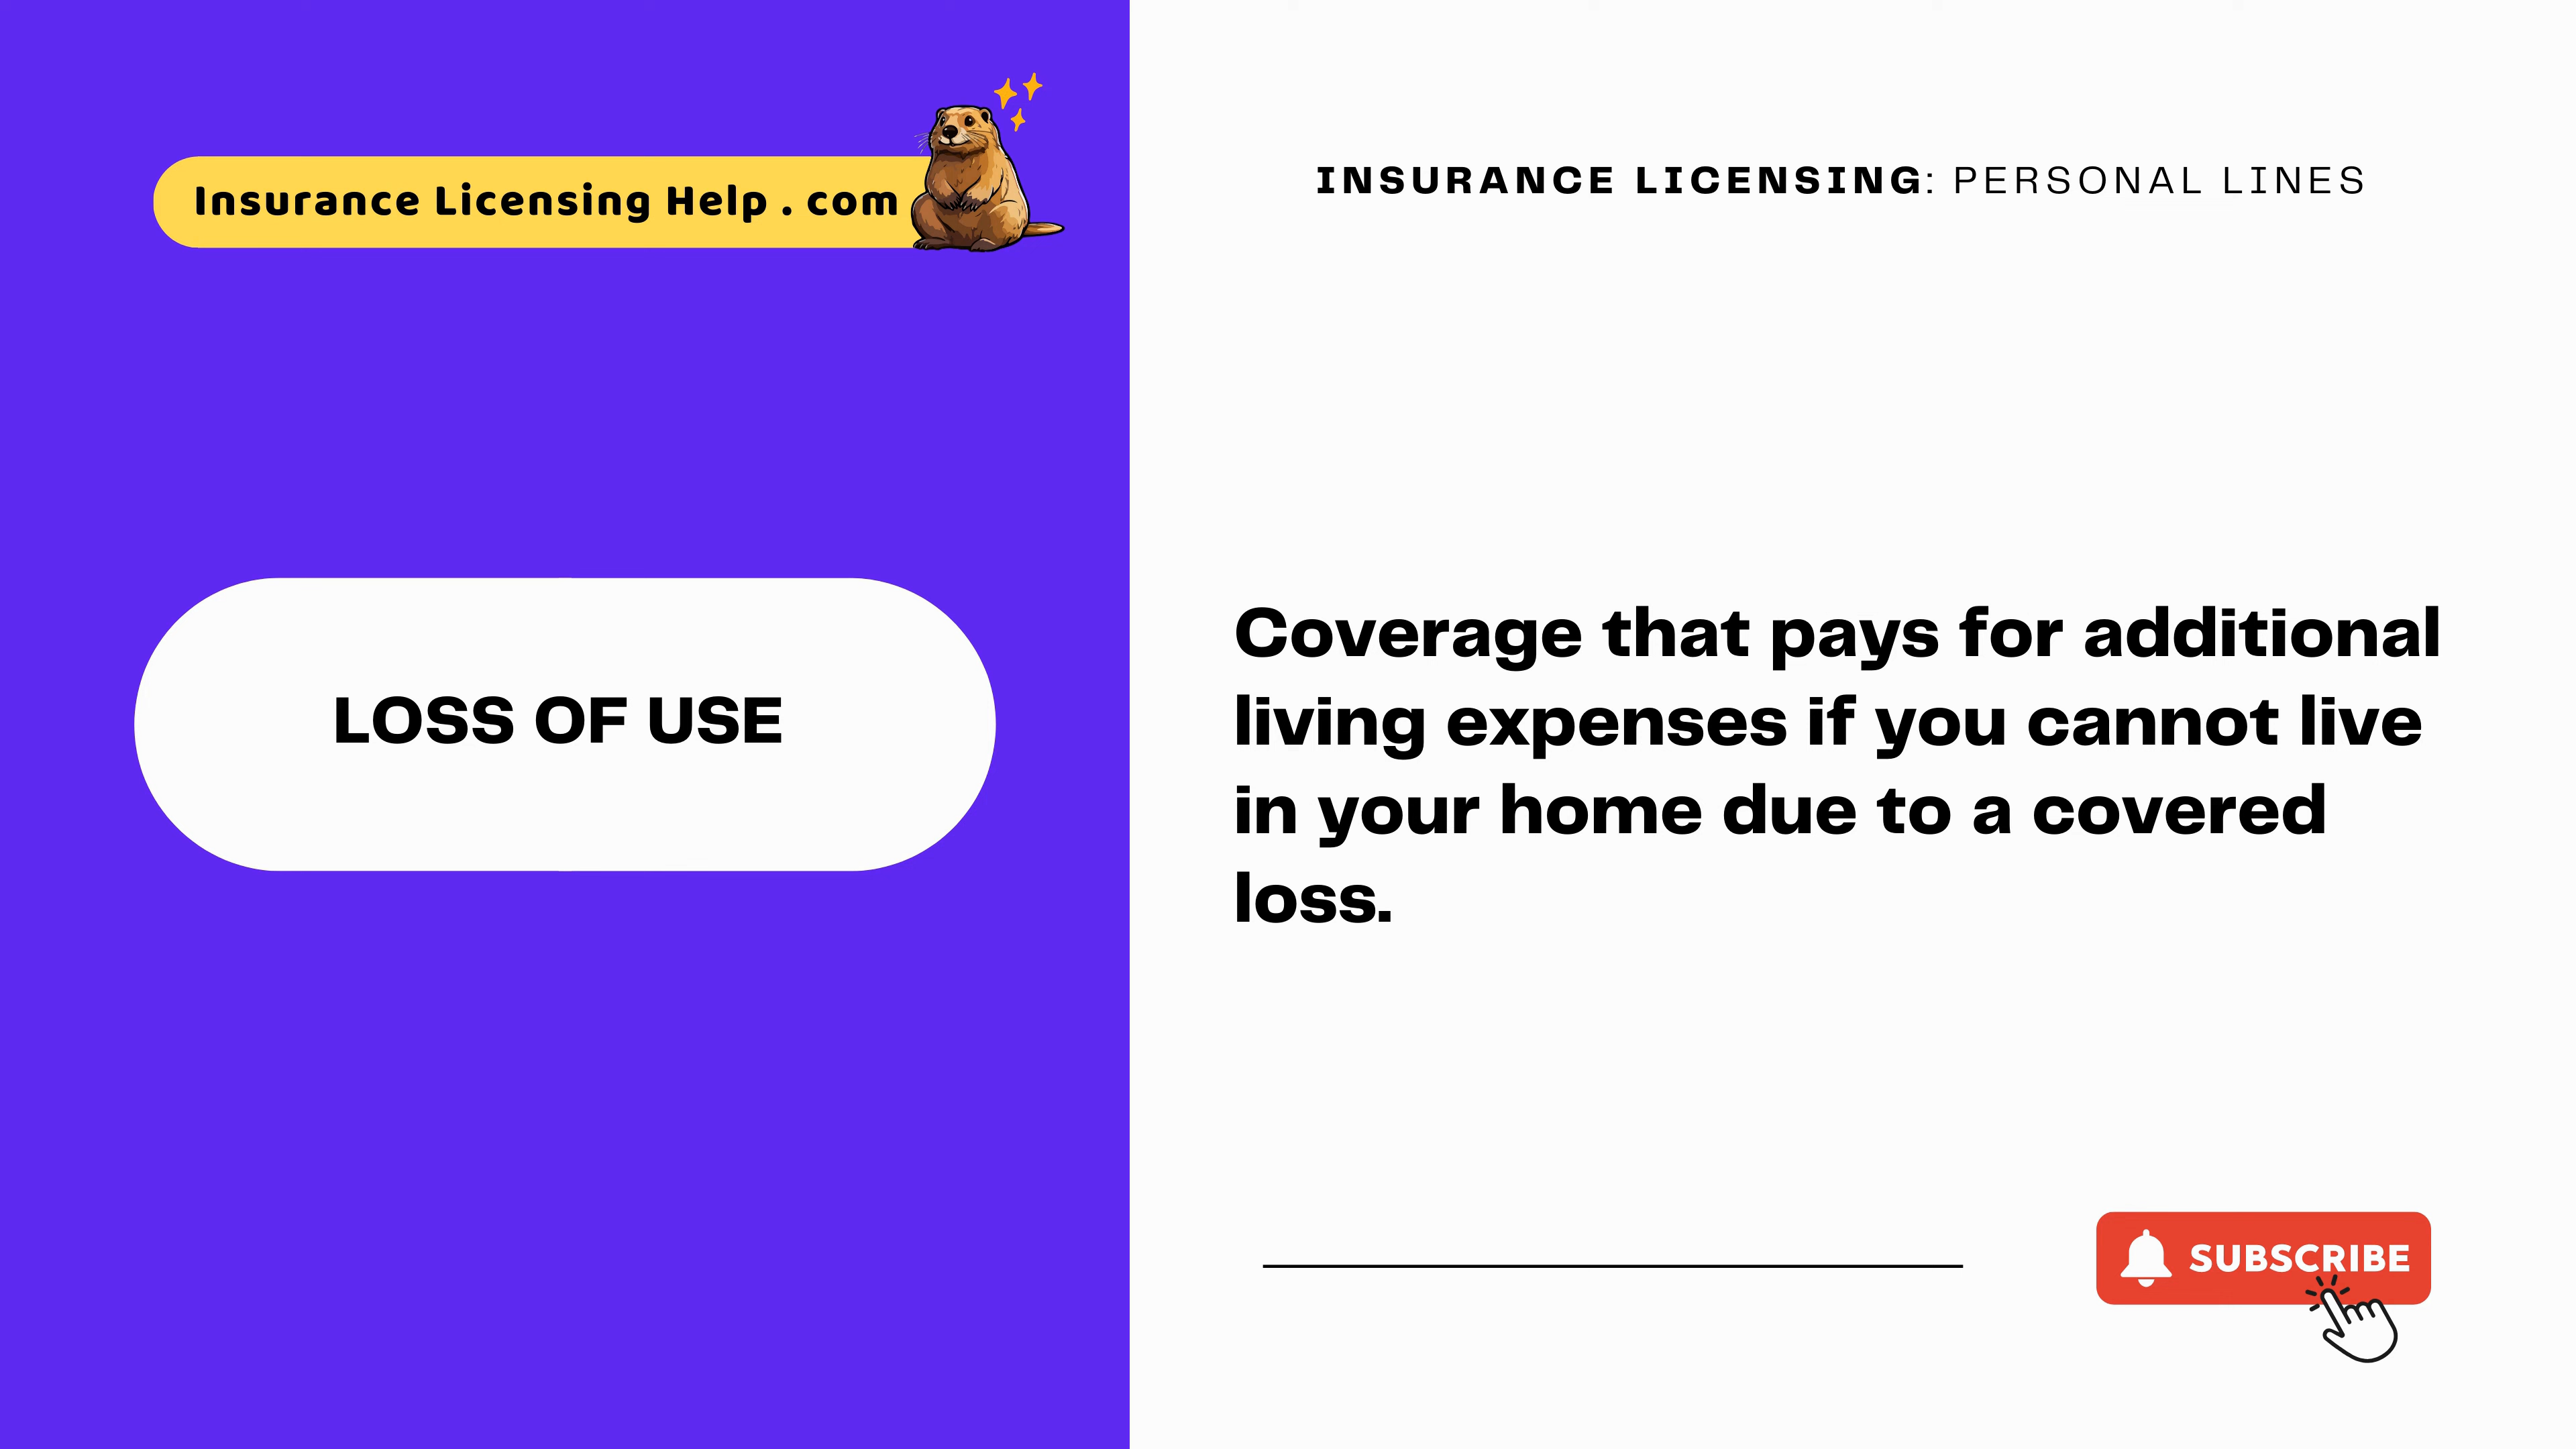 Insurance Licensing Help . com
LOSS OF USE
INSURANCE LICENSING: PERSONAL LINES
Coverage that pays for additional
living expenses if you cannot live
in your home due to a covered
loss.
SUBSCRIBE